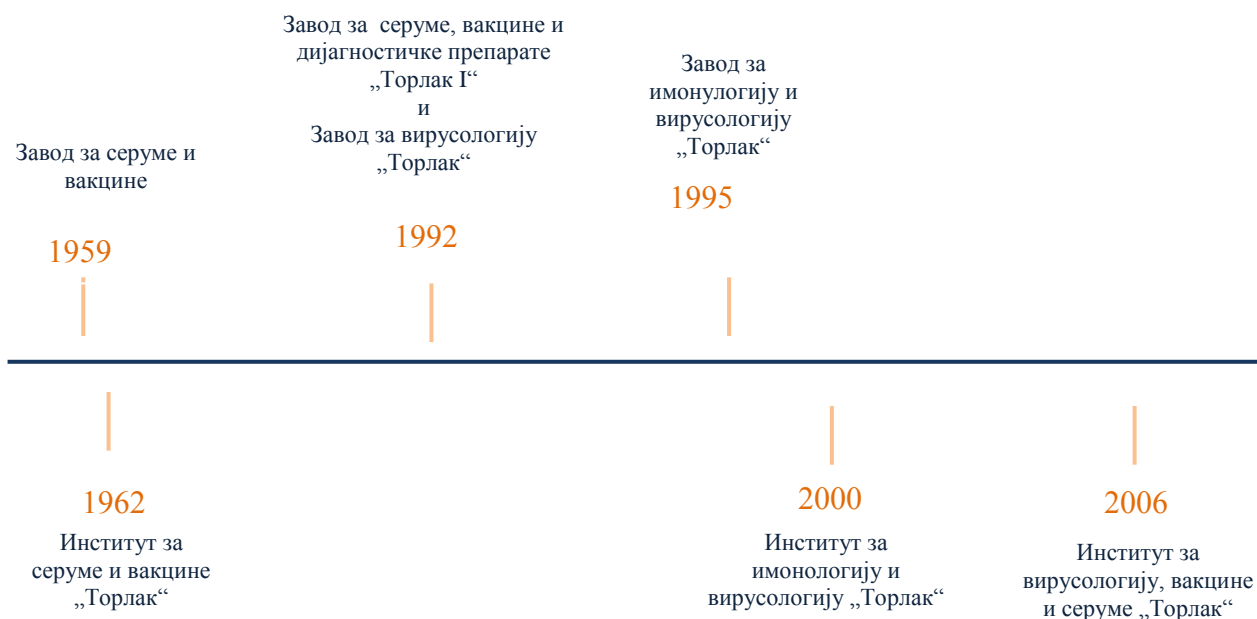 Завод за серуме и
вакцине
1959
Завод за серуме, вакцине и
дијагностичке препарате
„Торлак I“
и
Завод за вирусологију
„Торлак“
1992
Завод за
имонулогију и
вирусологију
„Торлак“
1995
1962
Институт за
серуме и вакцине
„Торлак“
2000
Институт за
имонологију и
вирусологију „Торлак“
2006
Институт за
вирусологију, вакцине
и серуме „Торлак“